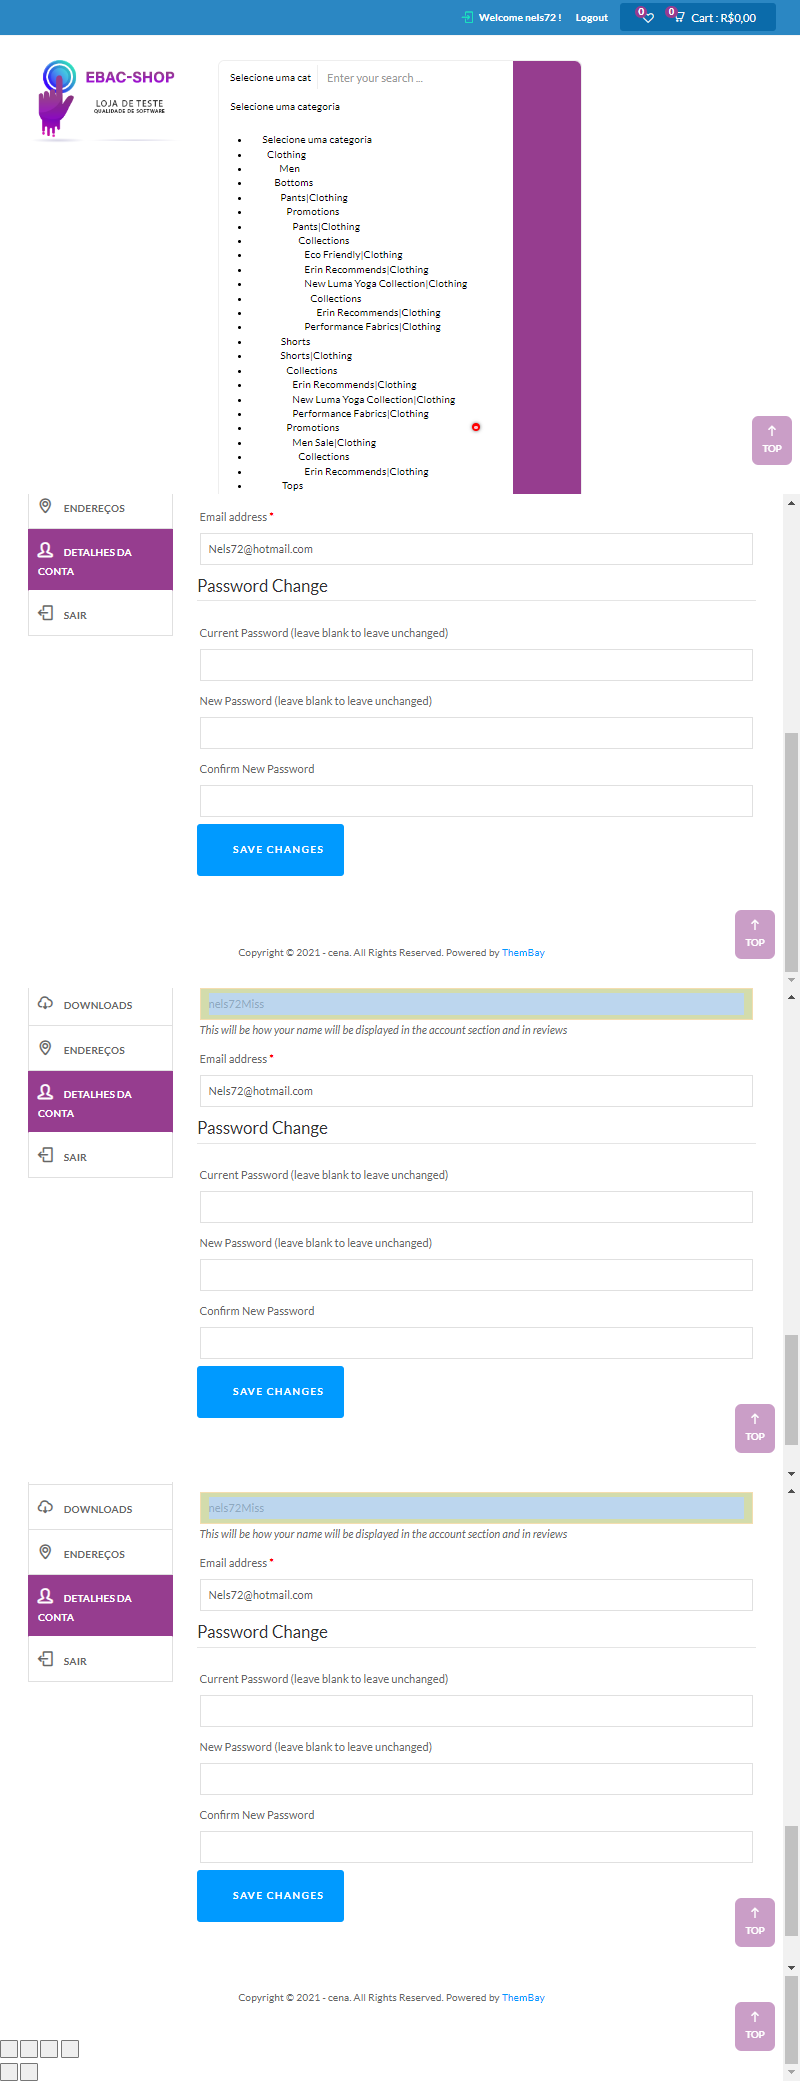 Welcome nels72 ! Logout 0 0 Cart : R$0,00
EBAC-SHOP
LOJA DE TESTE
QUALIDADE DE SOFTWARE
Selecione uma cat Enter your search ...
Selecione uma categoria
Selecione uma categoria
Clothing
Men
Bottoms
Pants|Clothing
Promotions
Pants|Clothing
Collections
Eco Friendly|Clothing
Erin Recommends|Clothing
New Luma Yoga Collection|Clothing
Collections
Erin Recommends|Clothing
Performance Fabrics|Clothing
Shorts
Shorts|Clothing
Collections
Erin Recommends|Clothing
New Luma Yoga Collection|Clothing
Performance Fabrics|Clothing
Promotions
Men Sale|Clothing
Collections
Erin Recommends|Clothing
Tops
TOP
ENDEREÇOS
DETALHES DA
CONTA
SAIR
Email address *
Nels72@hotmail.com
Password Change
Current Password (leave blank to leave unchanged)
New Password (leave blank to leave unchanged)
Confirm New Password
SAVE CHANGES
TOP
Copyright © 2021 - cena. All Rights Reserved. Powered by ThemBay
DOWNLOADS
ENDEREÇOS
DETALHES DA
CONTA
SAIR
nels72Miss
This will be how your name will be displayed in the account section and in reviews
Email address *
Nels72@hotmail.com
Password Change
Current Password (leave blank to leave unchanged)
New Password (leave blank to leave unchanged)
Confirm New Password
SAVE CHANGES
TOP
DOWNLOADS
ENDEREÇOS
DETALHES DA
CONTA
SAIR
nels72Miss
This will be how your name will be displayed in the account section and in reviews
Email address *
Nels72@hotmail.com
Password Change
Current Password (leave blank to leave unchanged)
New Password (leave blank to leave unchanged)
Confirm New Password
SAVE CHANGES
TOP
Copyright © 2021 - cena. All Rights Reserved. Powered by ThemBay
TOP